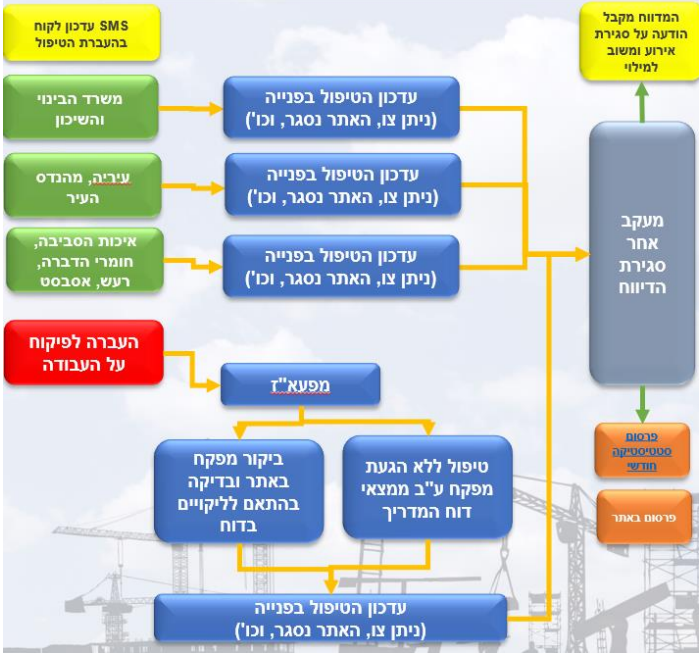 SMS עדכון לקוח
בהעברת הטיפול
המדווח מקבל
הודעה על סגירת
אירוע ומשוב
למילוי
משרד הבינוי
והשיכון
עדכון הטיפול בפנייה
(ניתן צו, האתר נסגר, וכו')
עיריה, מהנדס
העיר
עדכון הטיפול בפנייה
(ניתן צו, האתר נסגר, וכו')
איכות הסביבה,
חומרי הדברה,
רעש, אסבסט
עדכון הטיפול בפנייה
(ניתן צו, האתר נסגר, וכו')
מעקב
אחר
סגירת
הדיווח
העברה לפיקוח
על העבודה
מפעא"ז
ביקור מפקח
באתר ובדיקה
בהתאם לליקויים
בדוח
טיפול ללא הגעת
מפקח ע"ב ממצאי
דוח המדריך
עדכון הטיפול בפנייה
(ניתן צו, האתר נסגר, וכו')
פרסום
סטטיסטיקה
חודשי
פרסום באתר